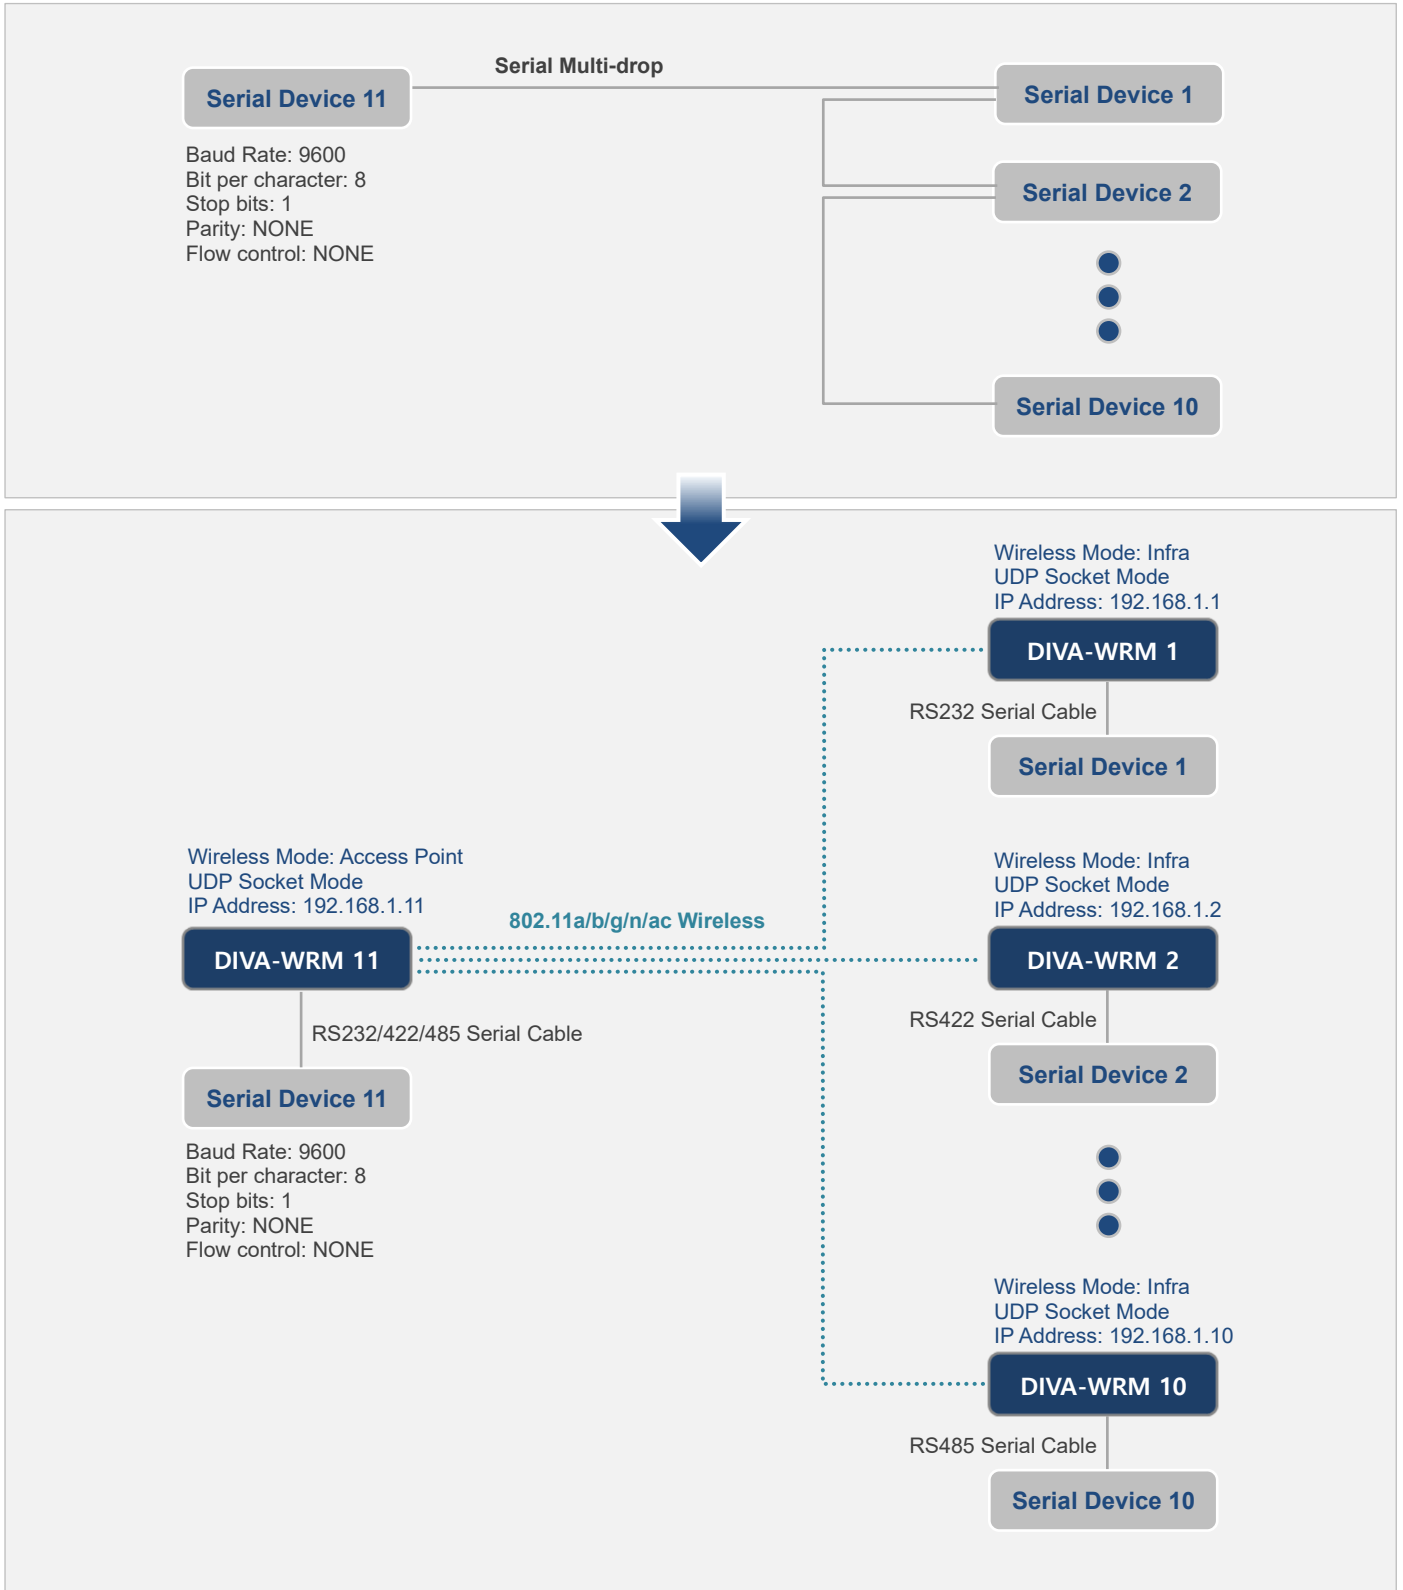 Serial Multi-drop
Serial Device 11
Serial Device 1
Baud Rate: 9600
Bit per character: 8
Stop bits: 1
Parity: NONE
Flow control: NONE
Serial Device 2
Serial Device 10
Wireless Mode: Infra
UDP Socket Mode
IP Address: 192.168.1.1
DIVA-WRM 1
RS232 Serial Cable
Serial Device 1
Wireless Mode: Access Point
UDP Socket Mode
IP Address: 192.168.1.11
802.11a/b/g/n/ac Wireless
DIVA-WRM 11
RS232/422/485 Serial Cable
Serial Device 11
Baud Rate: 9600
Bit per character: 8
Stop bits: 1
Parity: NONE
Flow control: NONE
Wireless Mode: Infra
UDP Socket Mode
IP Address: 192.168.1.2
DIVA-WRM 2
RS422 Serial Cable
Serial Device 2
Wireless Mode: Infra
UDP Socket Mode
IP Address: 192.168.1.10
DIVA-WRM 10
RS485 Serial Cable
Serial Device 10